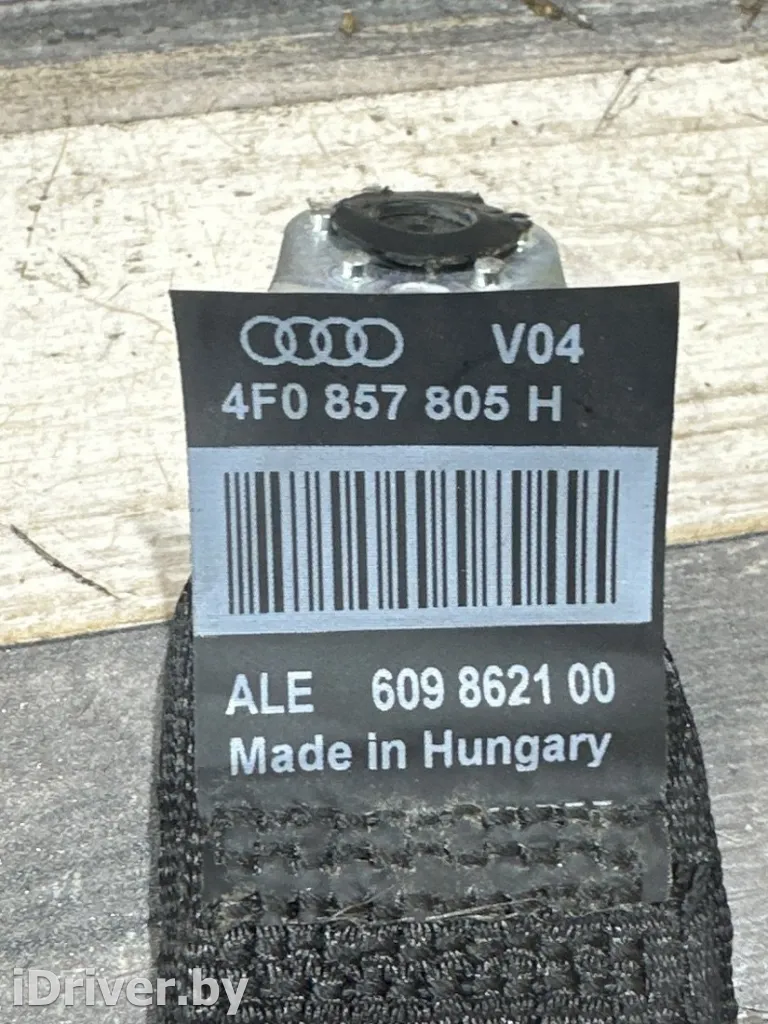 V04
4F0 857 805 H
ALE 609 8621 00
Made in Hungary
iDriver.by